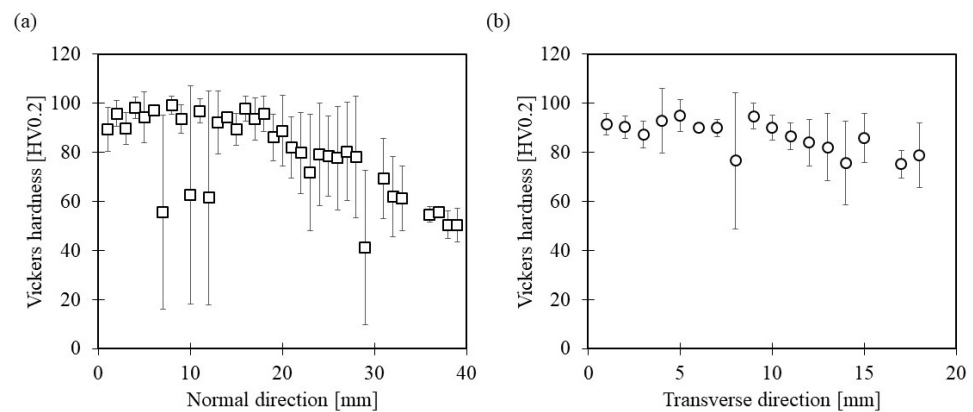 (a)
Vickers hardness [HV0.2]
120
100
80
60
40
20
0
0 10 20 30 40
Normal direction [mm]
(b)
Vickers hardness [HV0.2]
120
100
80
60
40
20
0
0 5 10 15 20
Transverse direction [mm]